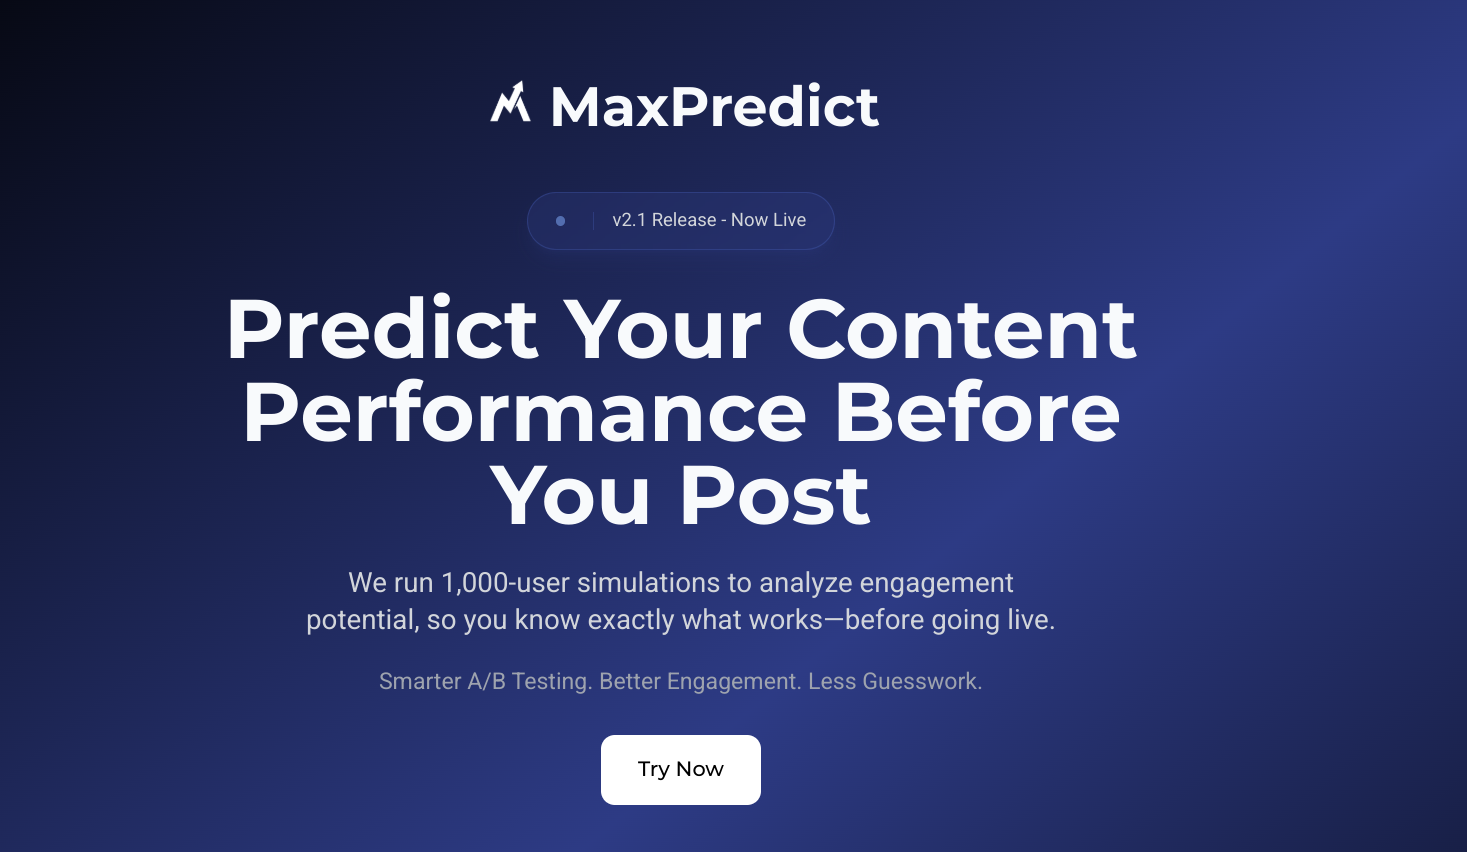 MaxPredict
v2.1 Release - Now Live
Predict Your Content
Performance Before
You Post
We run 1,000-user simulations to analyze engagement
potential, so you know exactly what works—before going live.
Smarter A/B Testing. Better Engagement. Less Guesswork.
Try Now